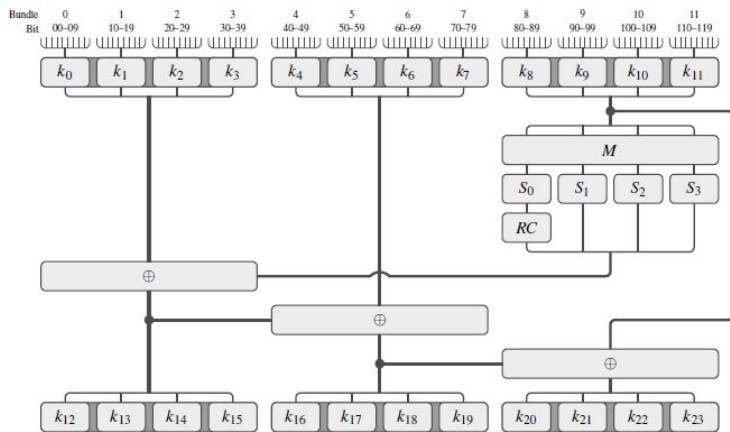 Bundle 0 1 2 3 4 5 6 7 8 9 10 11
Bit 00–09 10–19 20–29 30–39 40–49 50–59 60–69 70–79 80–89 90–99 100–109 110–119
k₀ k₁ k₂ k₃ k₄ k₅ k₆ k₇ k₈ k₉ k₁₀ k₁₁
M
S₀ S₁ S₂ S₃
RC
⊕
⊕
⊕
k₁₂ k₁₃ k₁₄ k₁₅ k₁₆ k₁₇ k₁₈ k₁₉ k₂₀ k₂₁ k₂₂ k₂₃